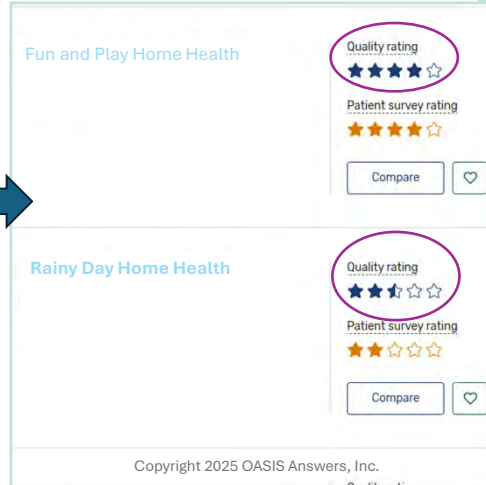 Fun and Play Home Health
Quality rating
Patient survey rating
Compare
Rainy Day Home Health
Quality rating
Patient survey rating
Compare
Copyright 2025 OASIS Answers, Inc.